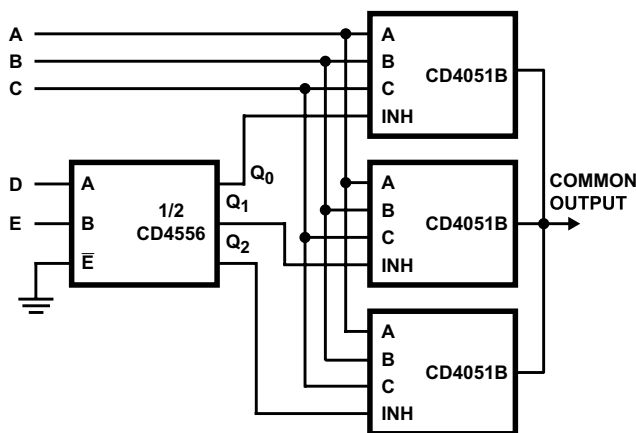 A
B
C
D
E
A
B
E̅
1/2
CD4556
Q0
Q1
Q2
A
B
C
INH
CD4051B
A
B
C
INH
CD4051B
A
B
C
INH
CD4051B
COMMON
OUTPUT